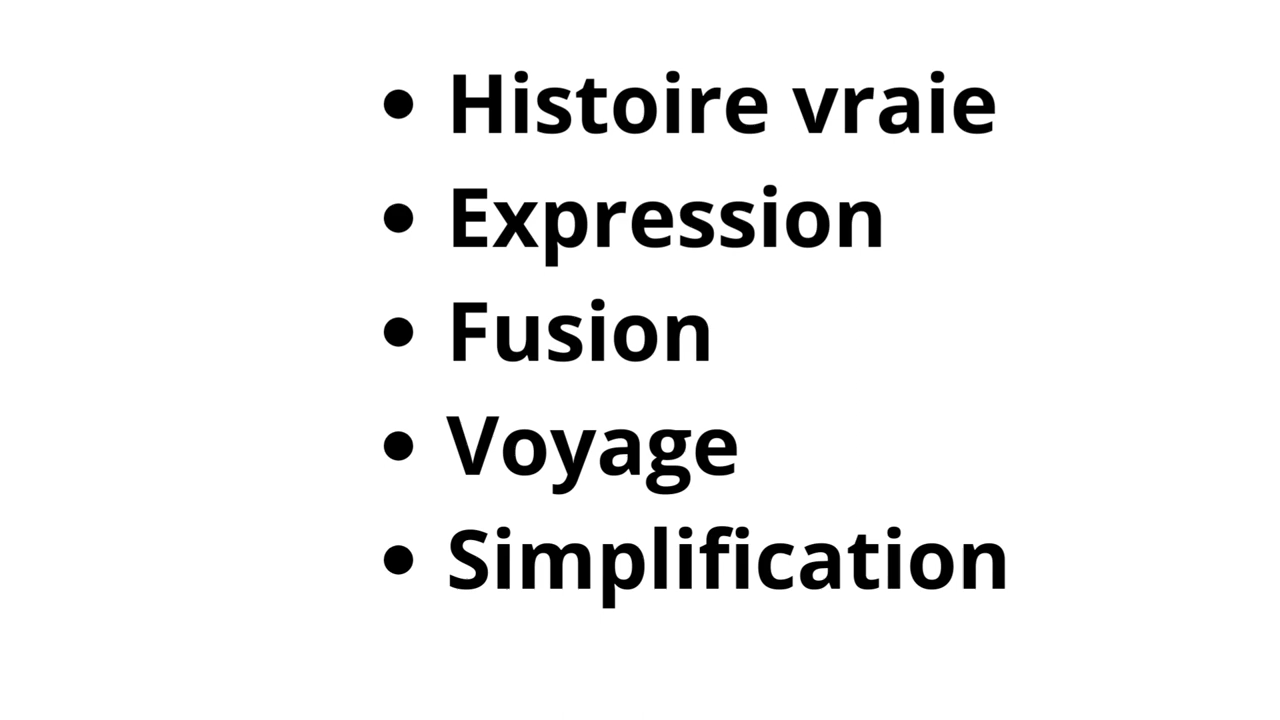 • Histoire vraie
• Expression
• Fusion
• Voyage
• Simplification